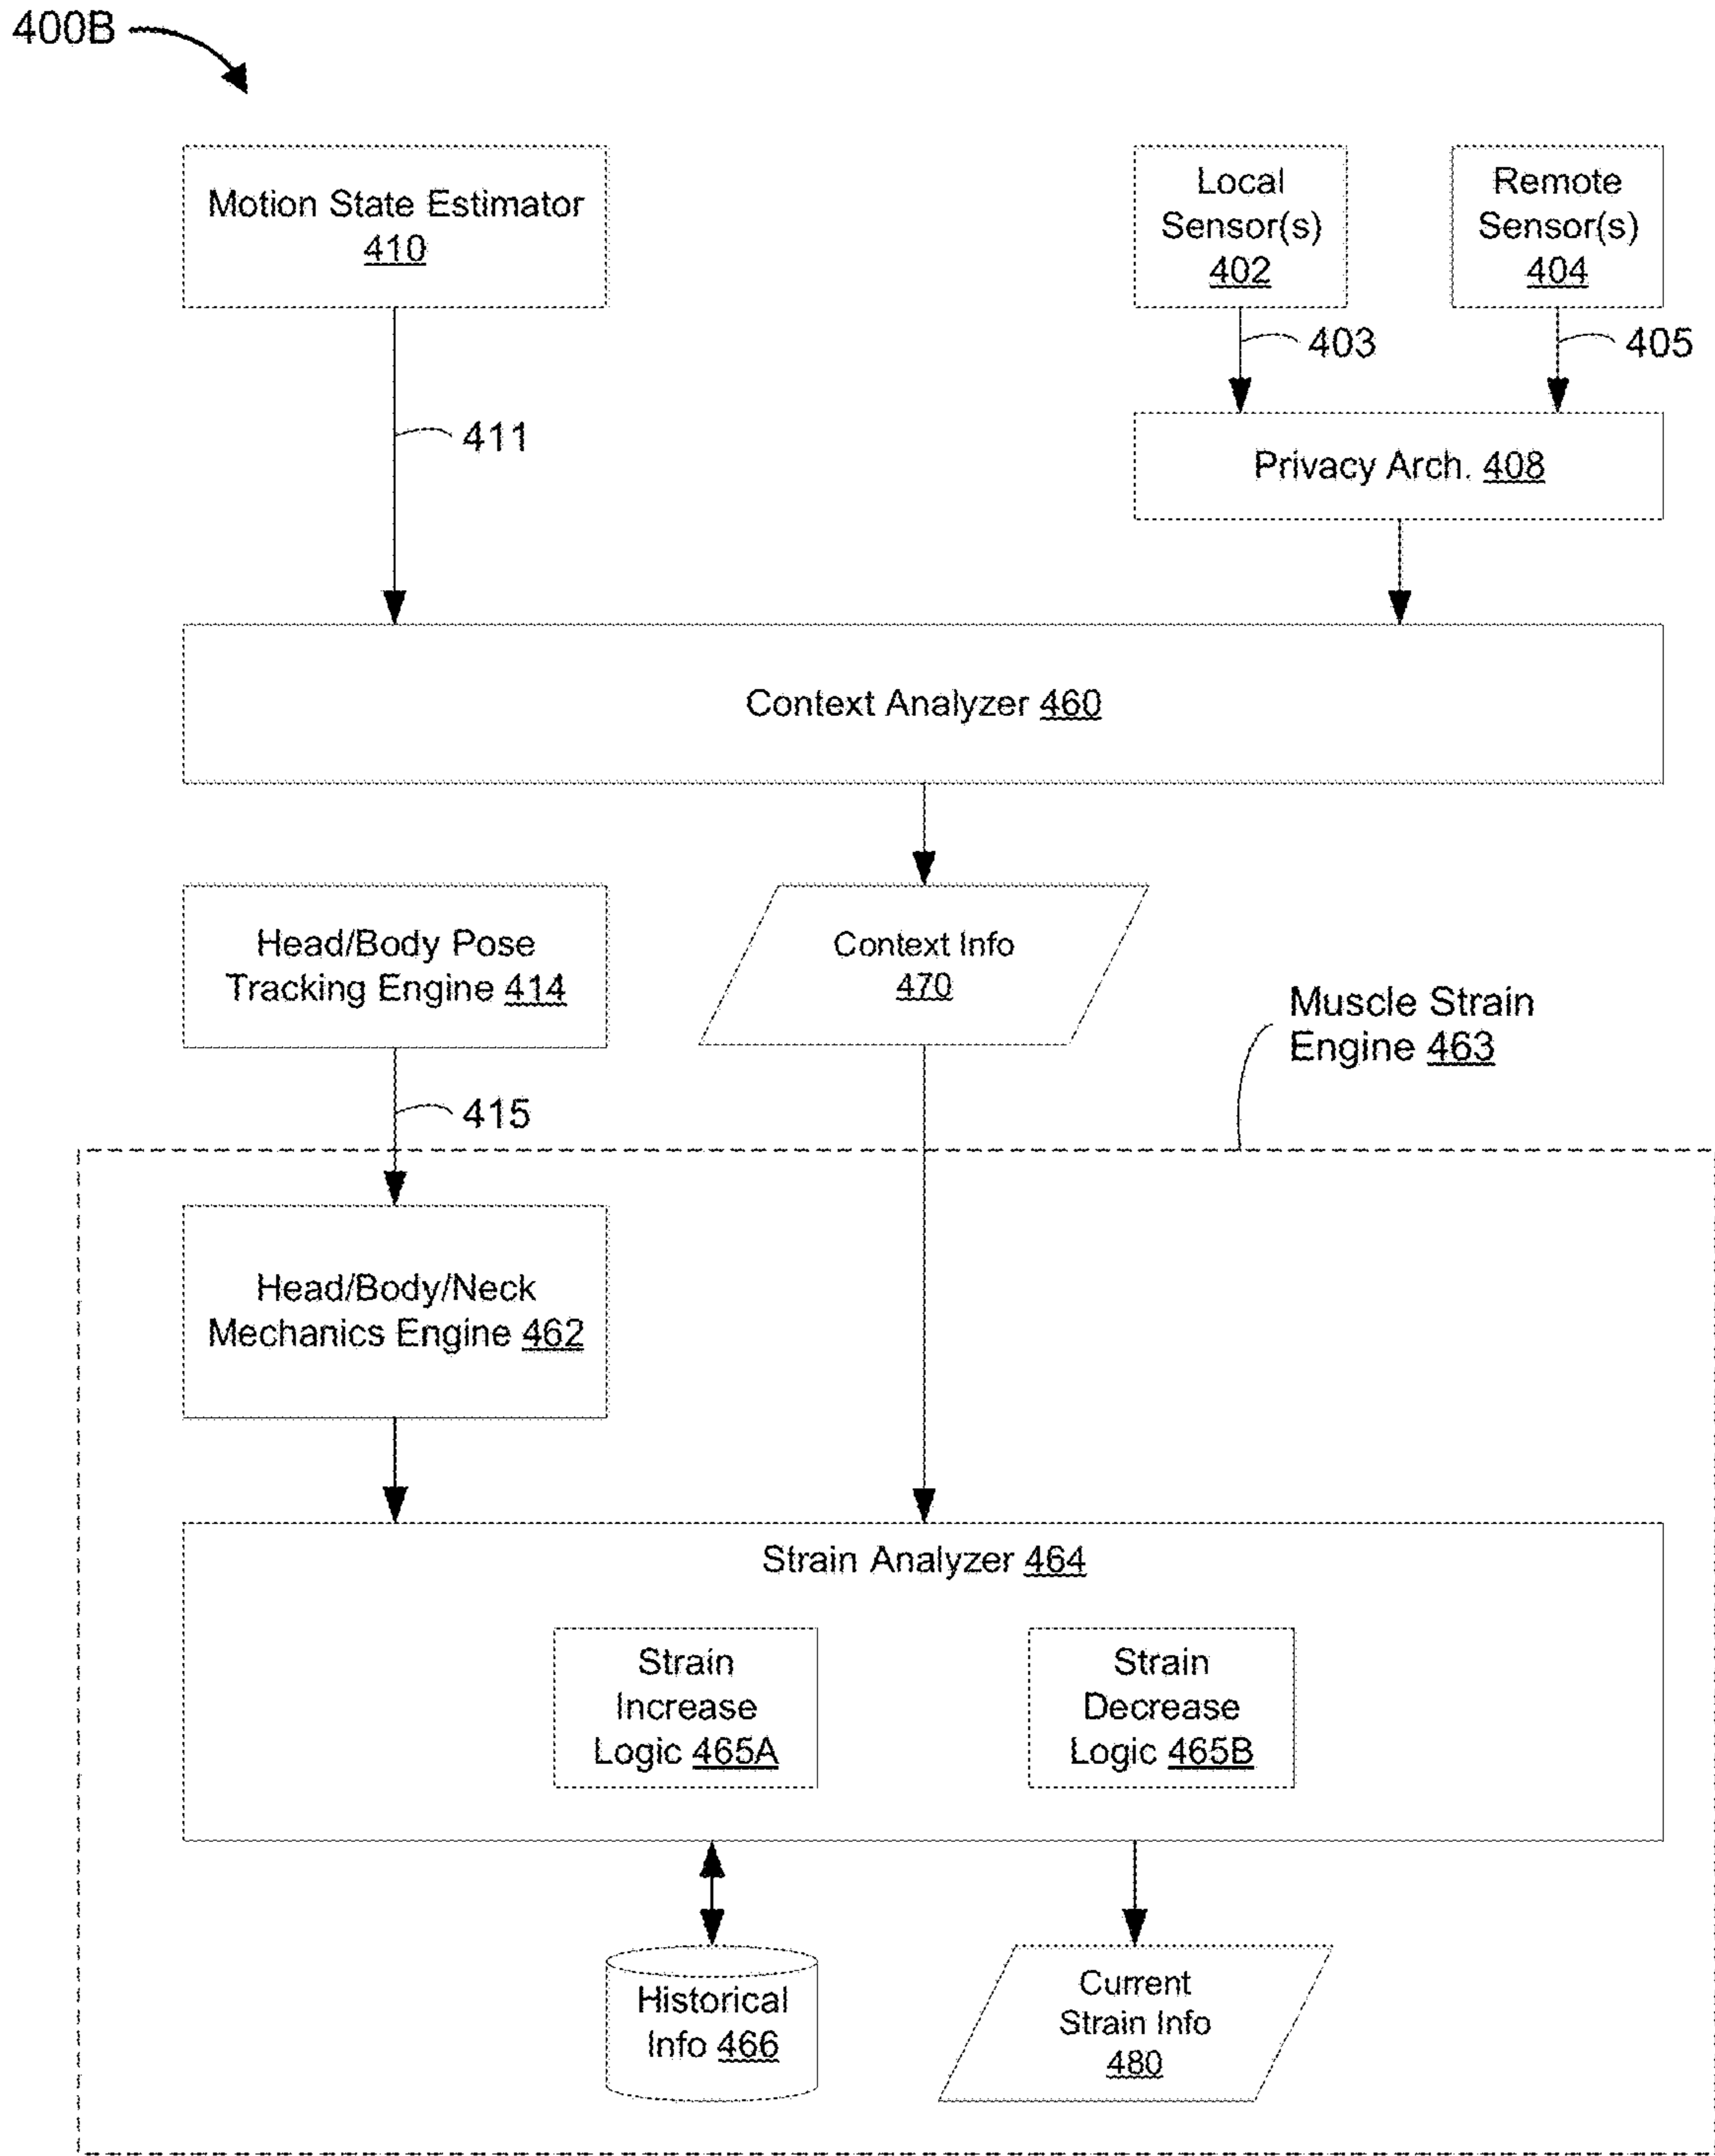 400B
Motion State Estimator
410
Local
Sensor(s)
402
Remote
Sensor(s)
404
403
405
411
Privacy Arch. 408
Context Analyzer 460
Head/Body Pose
Tracking Engine 414
Context Info
470
Muscle Strain
Engine 463
415
Head/Body/Neck
Mechanics Engine 462
Strain Analyzer 464
Strain
Increase
Logic 465A
Strain
Decrease
Logic 465B
Historical
Info 466
Current
Strain Info
480